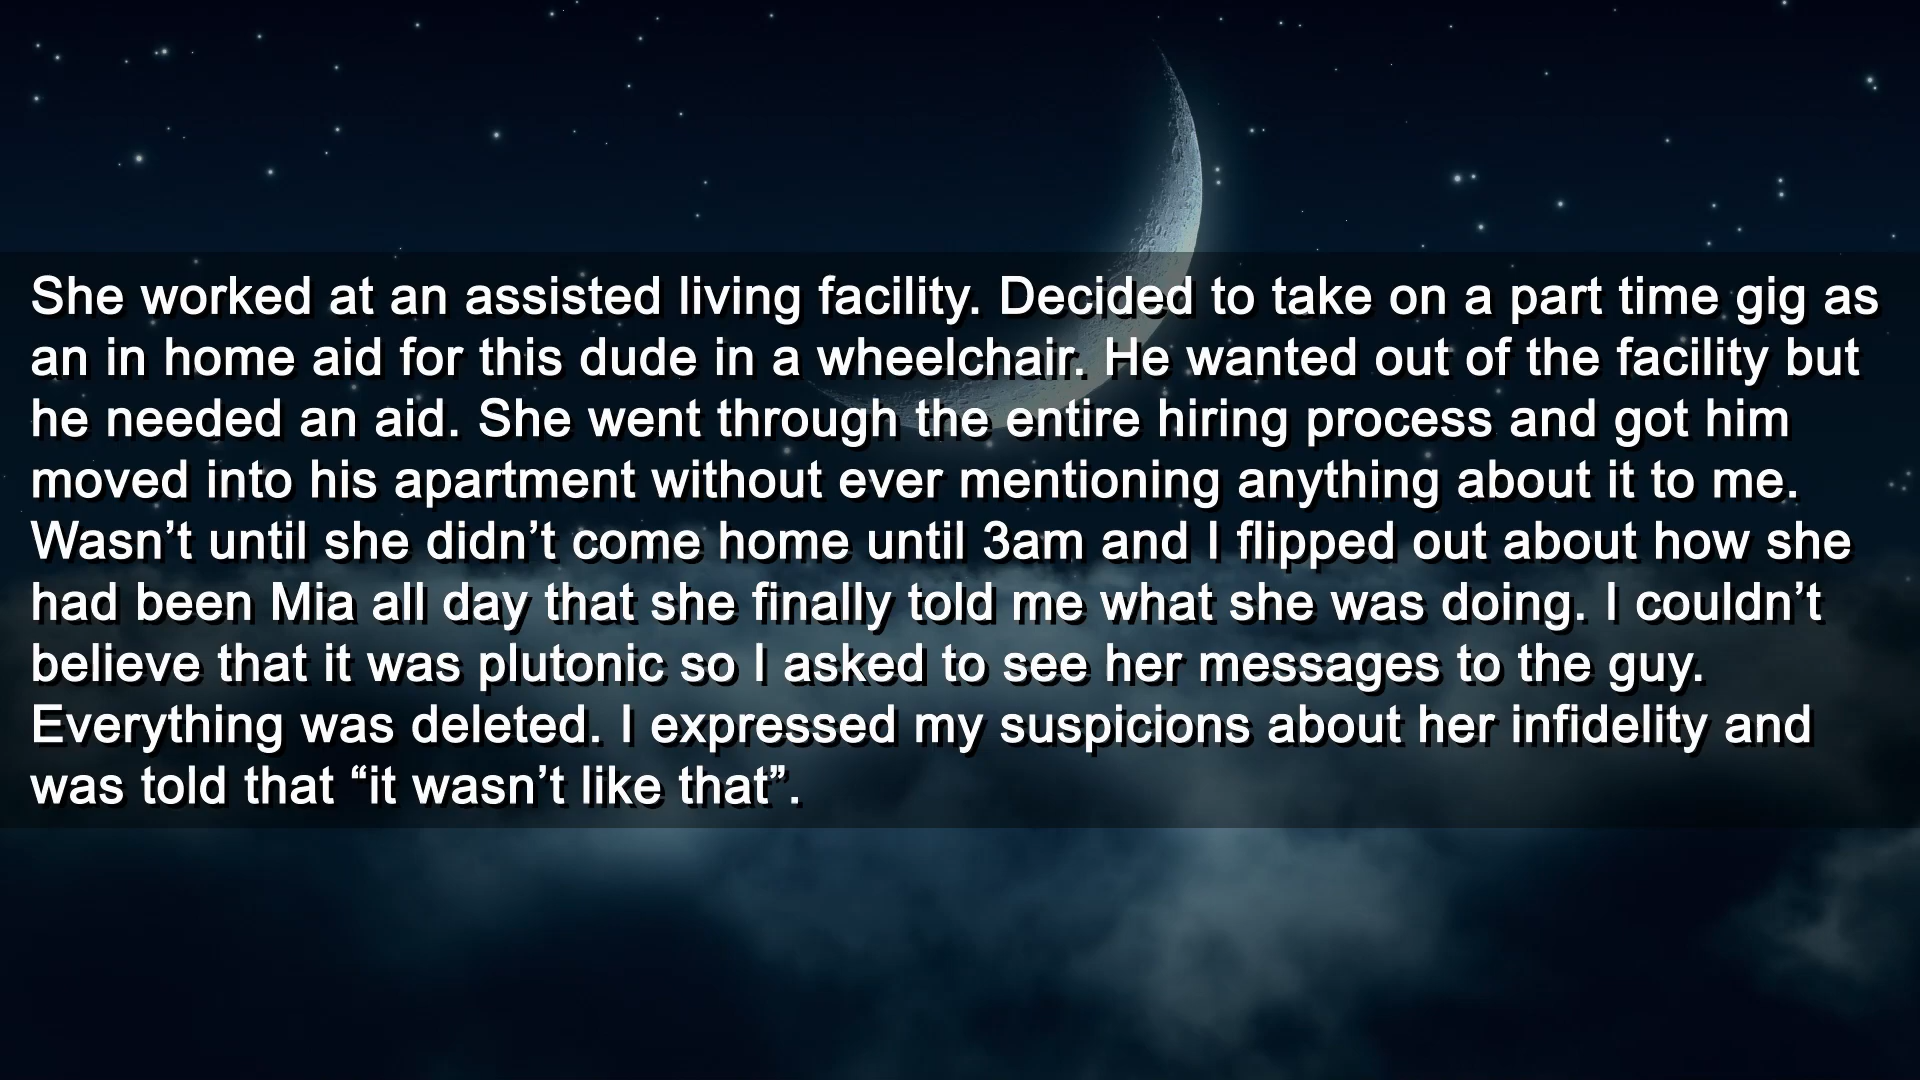 She worked at an assisted living facility. Decided to take on a part time gig as
an in home aid for this dude in a wheelchair. He wanted out of the facility but
he needed an aid. She went through the entire hiring process and got him
moved into his apartment without ever mentioning anything about it to me.
Wasn’t until she didn’t come home until 3am and I flipped out about how she
had been Mia all day that she finally told me what she was doing. I couldn’t
believe that it was plutonic so I asked to see her messages to the guy.
Everything was deleted. I expressed my suspicions about her infidelity and
was told that “it wasn’t like that”.